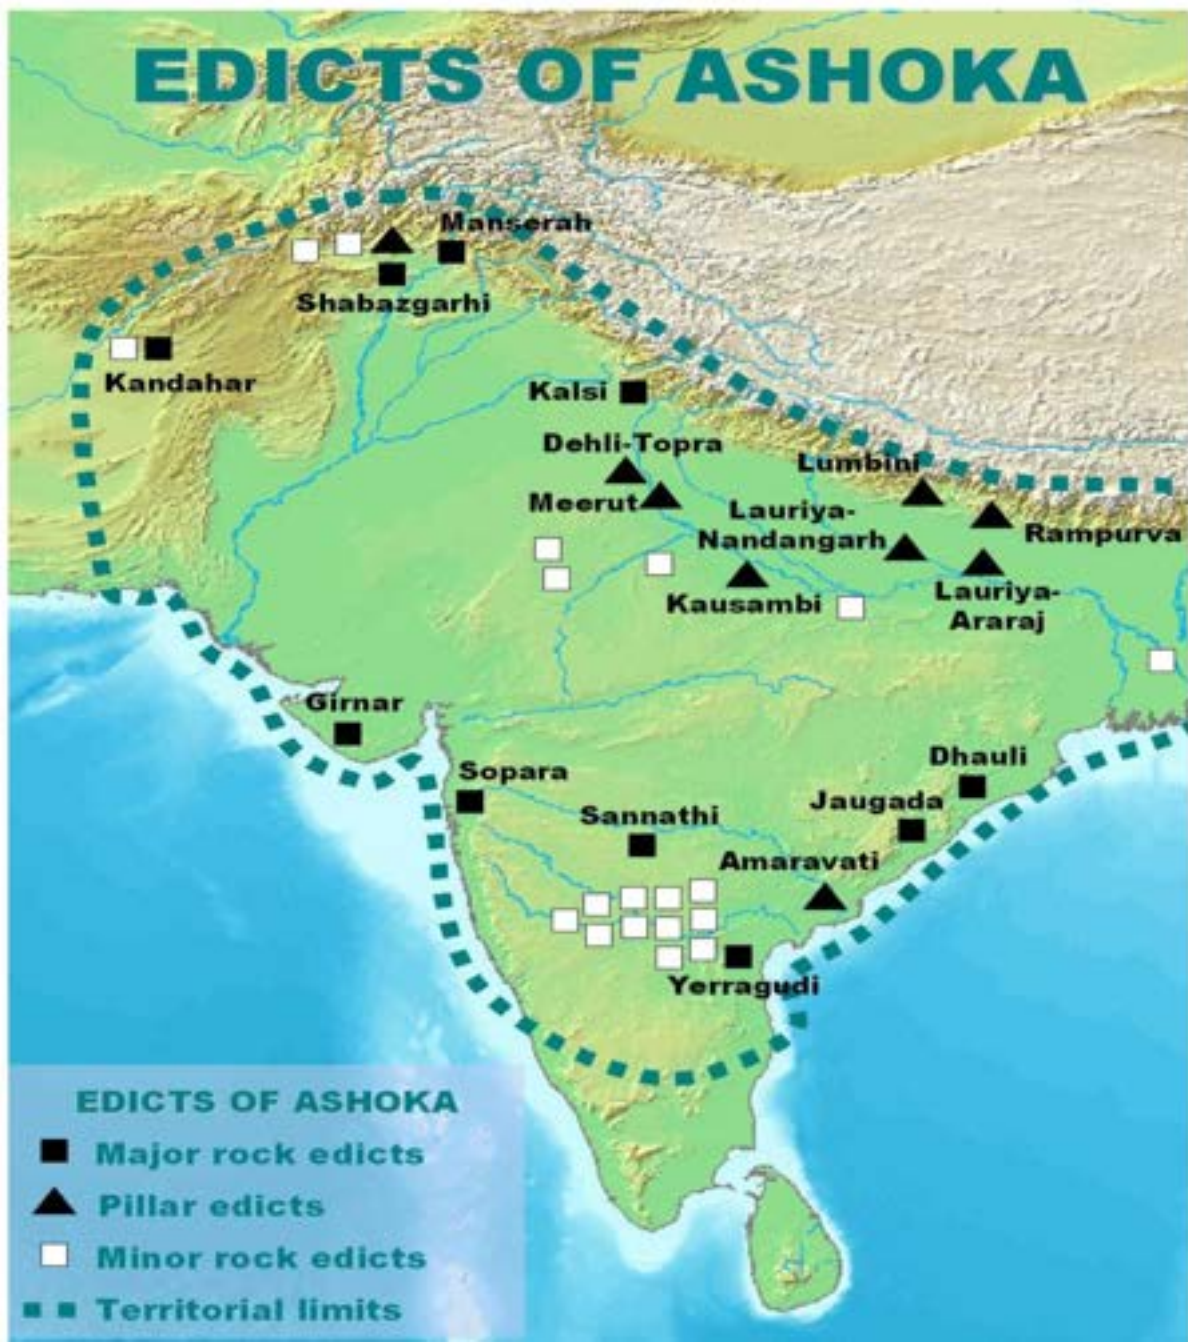 EDICTS OF ASHOKA
Manserah
Shabazgarhi
Kandahar
Kalsi
Dehli-Topra
Lumbini
Meerut
Lauriya-
Nandangarh
Rampurva
Kausambi
Lauriya-
Araraj
Girnar
Sopara
Dhauli
Jaugada
Sannathi
Amaravati
Yerragudi
EDICTS OF ASHOKA
Major rock edicts
Pillar edicts
Minor rock edicts
Territorial limits